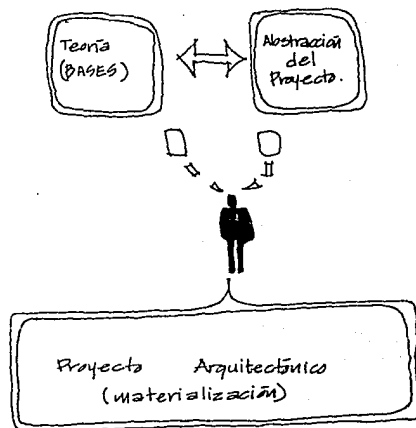 Teoría
(BASES)
Abstracción
del
Proyecto.
Proyecto Arquitectónico
(materialización)